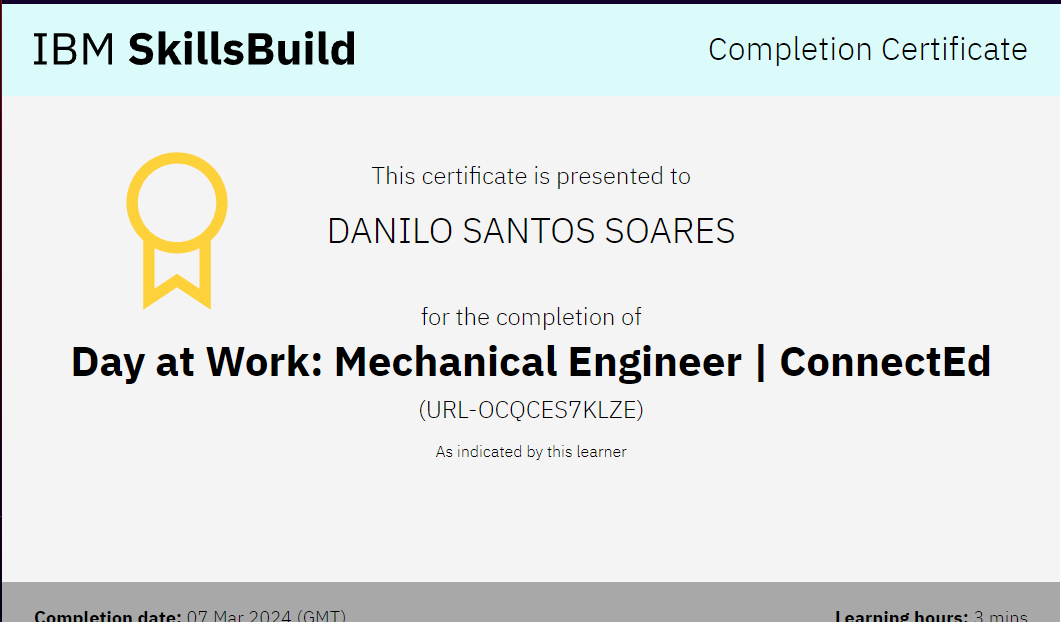 IBM SkillsBuild
Completion Certificate
This certificate is presented to
DANILO SANTOS SOARES
for the completion of
Day at Work: Mechanical Engineer | ConnectEd
(URL-OCQCES7KLZE)
As indicated by this learner
Completion date: 07 Mar 2024 (GMT)
Learning hours: 3 mins